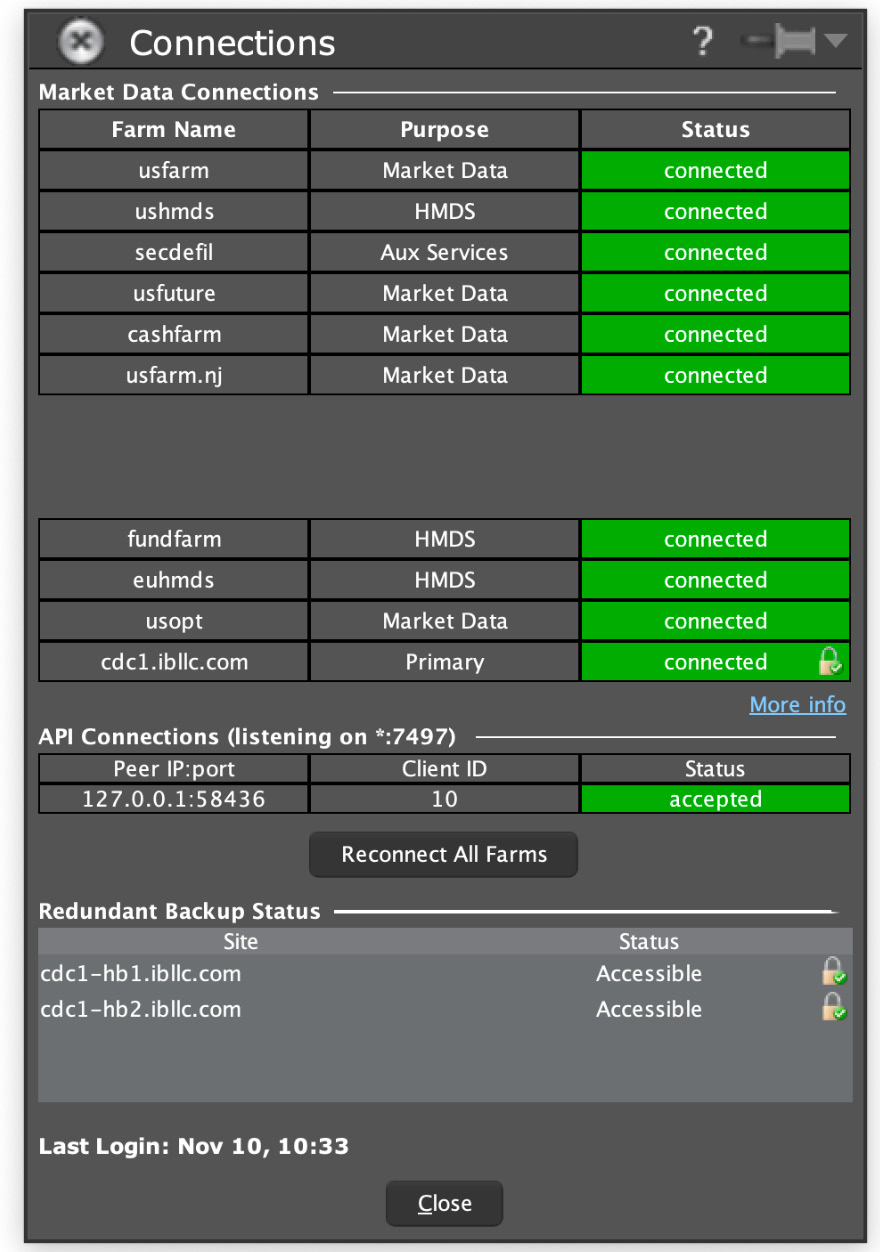 Connections ?
Market Data Connections
Farm Name Purpose Status
usfarm Market Data connected
ushmds HMDS connected
secdefil Aux Services connected
usfuture Market Data connected
cashfarm Market Data connected
usfarm.nj Market Data connected
fundfarm HMDS connected
euhmds HMDS connected
usopt Market Data connected
cdc1.ibllc.com Primary connected
More info
API Connections (listening on *:7497)
Peer IP:port Client ID Status
127.0.0.1:58436 10 accepted
Reconnect All Farms
Redundant Backup Status
Site Status
cdc1-hb1.ibllc.com Accessible
cdc1-hb2.ibllc.com Accessible
Last Login: Nov 10, 10:33
Close